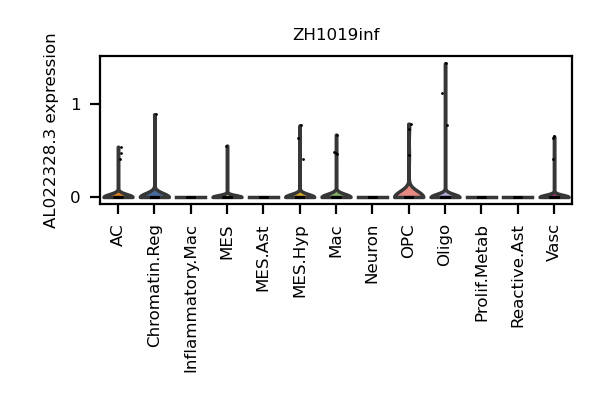 ZH1019inf
AL022328.3 expression
1
0
AC
Chromatin.Reg
Inflammatory.Mac
MES
MES.Ast
MES.Hyp
Mac
Neuron
OPC
Oligo
Prolif.Metab
Reactive.Ast
Vasc